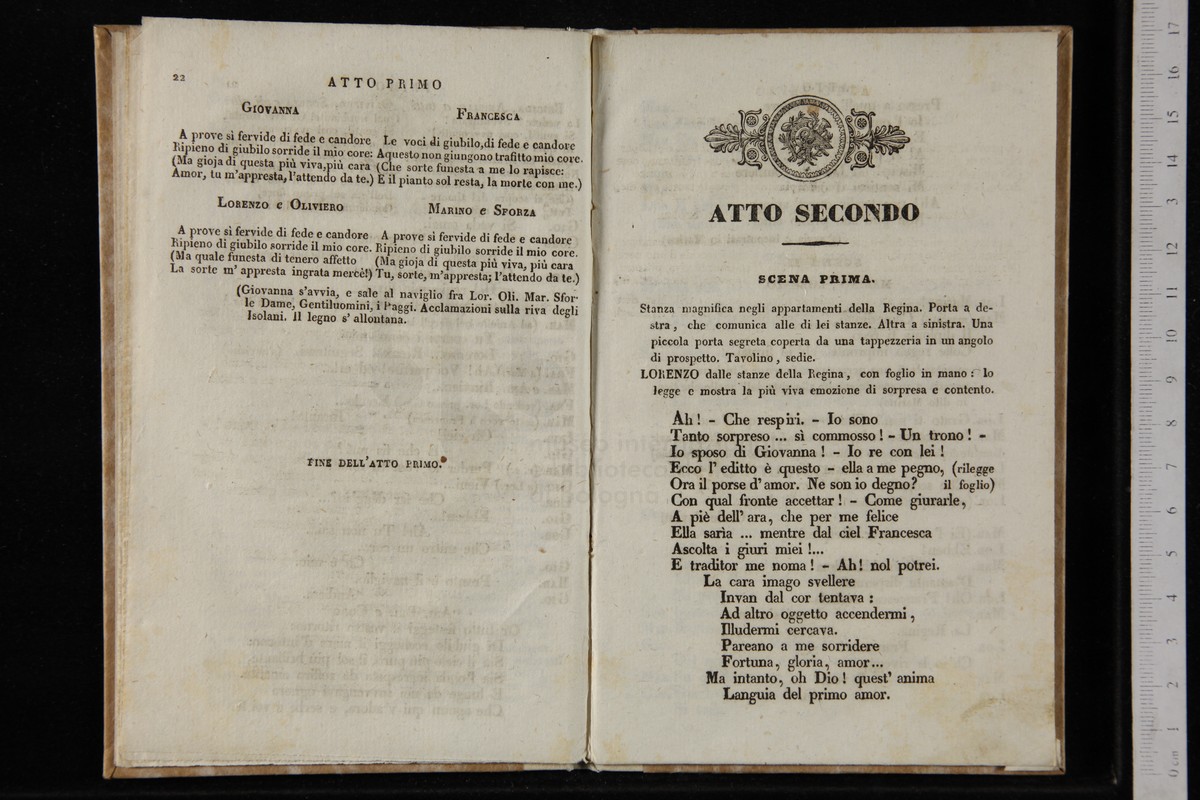 22
ATTO PRIMO
GIOVANNA
A prove sì fervide di fede e candore
Ripieno di giubilo sorride il mio core:
(Ma gioja di questa più viva, più cara
Amor, tu m'appresta, l'attendo da te.)
FRANCESCA
Le voci di giubilo, di fede e candore
A questo non giungono trafitto mio core.
(Che sorte funesta a me lo rapisce:
E il pianto sol resta, la morte con me.)
LORENZO e OLIVIERO
A prove sì fervide di fede e candore
Ripieno di giubilo sorride il mio core.
(Ma quale funesta di tenero affetto
La sorte m' appresta ingrata mercè!)
MARINO e SFORZA
A prove sì fervide di fede e candore
Ripieno di giubilo sorride il mio core.
(Ma gioja di questa più viva, più cara
Tu, sorte, m'appresta; l'attendo da te.)
(Giovanna s'avvia, e sale al naviglio fra Lor. Oli. Mar. Sfor-
le Dame, Gentiluomini, i Paggi. Acclamazioni sulla riva degli
Isolani. Il legno s' allontana.
FINE DELL'ATTO PRIMO.
ATTO SECONDO
SCENA PRIMA.
Stanza magnifica negli appartamenti della Regina. Porta a de-
stra, che comunica alle di lei stanze. Altra a sinistra. Una
piccola porta segreta coperta da una tappezzeria in un angolo
di prospetto. Tavolino, sedie.
LORENZO dalle stanze della Regina, con foglio in mano: lo
legge e mostra la più viva emozione di sorpresa e contento.
Ah! - Che respiri. - Io sono
Tanto sorpreso ... sì commosso! - Un trono! -
Io sposo di Giovanna! - Io re con lei!
Ecco l' editto è questo - ella a me pegno, (rilegge
Ora il porse d' amor. Ne son io degno? il foglio)
Con qual fronte accettar! - Come giurarle,
A piè dell' ara, che per me felice
Ella saria ... mentre dal ciel Francesca
Ascolta i giuri miei!...
E traditor me noma! - Ah! nol potrei.
La cara imago svellere
Invan dal cor tentava:
Ad altro oggetto accendermi,
Illudermi cercava.
Pareano a me sorridere
Fortuna, gloria, amor...
Ma intanto, oh Dio! quest' anima
Languia del primo amor.